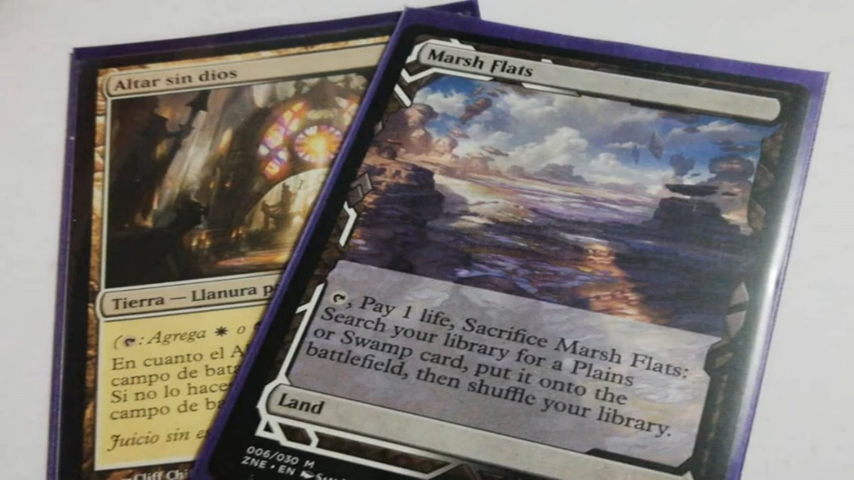 Altar sin dios
Tierra — Llanura
: Agrega o
En cuanto el
campo de
Si no lo hace
campo de
Juicio sin
Marsh Flats
, Pay 1 life, Sacrifice Marsh Flats:
Search your library for a Plains
or Swamp card, put it onto the
battlefield, then shuffle your library.
Land
006/030 M
ZNE • EN